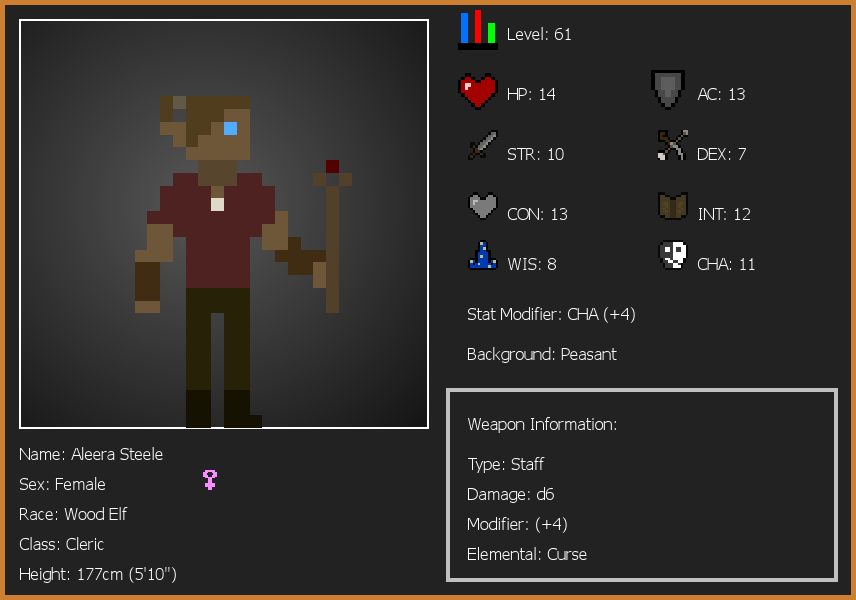 Level: 61
HP: 14
AC: 13
STR: 10
DEX: 7
CON: 13
INT: 12
WIS: 8
CHA: 11
Stat Modifier: CHA (+4)
Background: Peasant
Weapon Information:
Type: Staff
Damage: d6
Modifier: (+4)
Elemental: Curse
Name: Aleera Steele
Sex: Female
Race: Wood Elf
Class: Cleric
Height: 177cm (5'10")